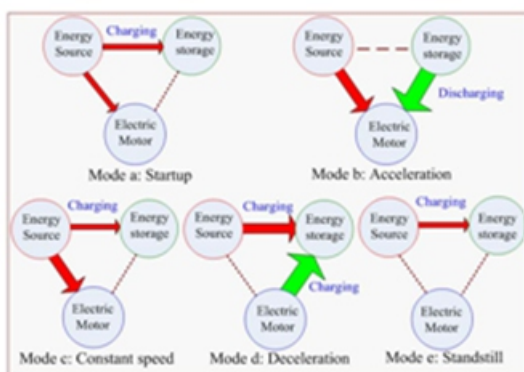 Energy Source
Charging
Energy storage
Electric Motor
Mode a: Startup
Energy Source
Energy storage
Discharging
Electric Motor
Mode b: Acceleration
Energy Source
Charging
Energy storage
Electric Motor
Mode c: Constant speed
Energy Source
Charging
Energy storage
Charging
Electric Motor
Mode d: Deceleration
Energy Source
Charging
Energy storage
Electric Motor
Mode e: Standstill